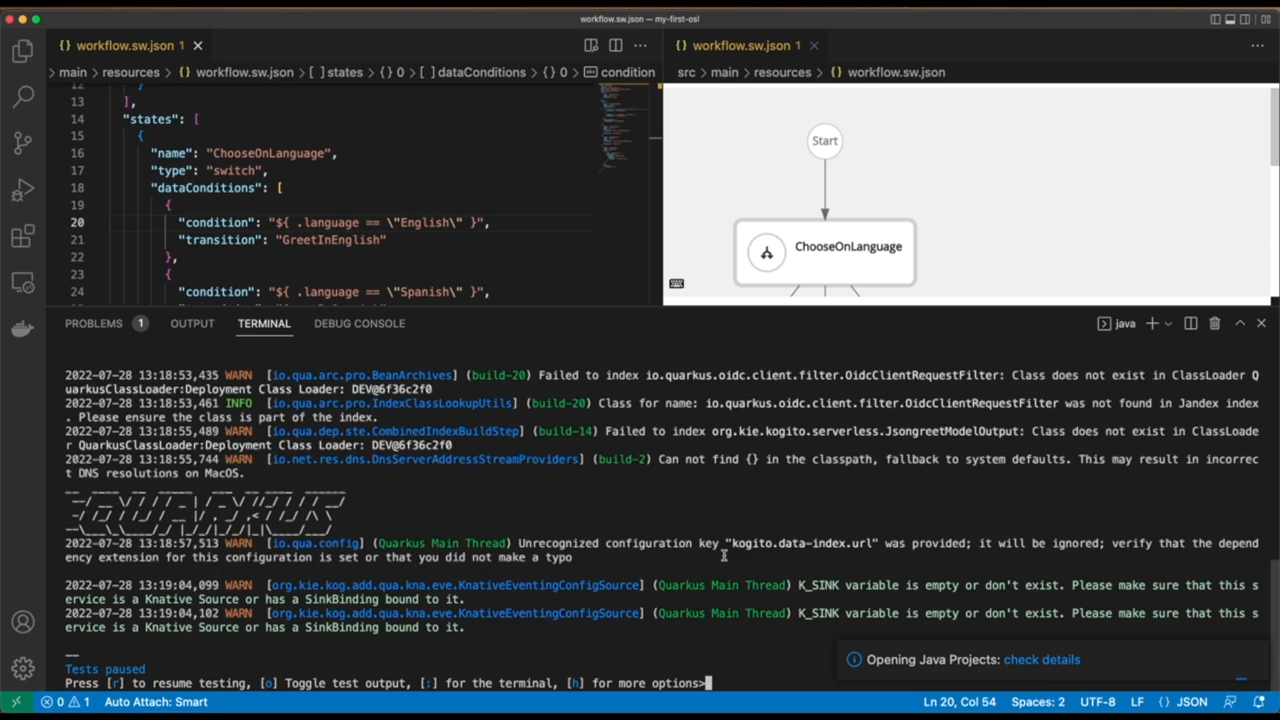 workflow.sw.json - my-first-osl
{} workflow.sw.json 1
> main > resources > {} workflow.sw.json > [ ] states > {} 0 > [ ] dataConditions > {} 0 > abc condition
12 }
13 ],
14 "states": [
15 {
16 "name": "ChooseOnLanguage",
17 "type": "switch",
18 "dataConditions": [
19 {
20 "condition": "${ .language == \"English\" }",
21 "transition": "GreetInEnglish"
22 },
23 {
24 "condition": "${ .language == \"Spanish\" }",
{} workflow.sw.json 1
src > main > resources > {} workflow.sw.json
Start
ChooseOnLanguage
PROBLEMS 1 OUTPUT TERMINAL DEBUG CONSOLE
java
2022-07-28 13:18:53,435 WARN [io.qua.arc.pro.BeanArchives] (build-20) Failed to index io.quarkus.oidc.client.filter.OidcClientRequestFilter: Class does not exist in ClassLoader Q
uarkusClassLoader:Deployment Class Loader: DEV@6f36c2f0
2022-07-28 13:18:53,461 INFO [io.qua.arc.pro.IndexClassLookupUtils] (build-20) Class for name: io.quarkus.oidc.client.filter.OidcClientRequestFilter was not found in Jandex index
. Please ensure the class is part of the index.
2022-07-28 13:18:55,489 WARN [io.qua.dep.ste.CombinedIndexBuildStep] (build-14) Failed to index org.kie.kogito.serverless.JsongreetModelOutput: Class does not exist in ClassLoade
r QuarkusClassLoader:Deployment Class Loader: DEV@6f36c2f0
2022-07-28 13:18:55,744 WARN [io.net.res.dns.DnsServerAddressStreamProviders] (build-2) Can not find {} in the classpath, fallback to system defaults. This may result in incorrec
t DNS resolutions on MacOS.
QUARKUS
2022-07-28 13:18:57,513 WARN [io.qua.config] (Quarkus Main Thread) Unrecognized configuration key "kogito.data-index.url" was provided; it will be ignored; verify that the depend
ency extension for this configuration is set or that you did not make a typo
2022-07-28 13:19:04,099 WARN [org.kie.kog.add.qua.kna.eve.KnativeEventingConfigSource] (Quarkus Main Thread) K_SINK variable is empty or don't exist. Please make sure that this s
ervice is a Knative Source or has a SinkBinding bound to it.
2022-07-28 13:19:04,102 WARN [org.kie.kog.add.qua.kna.eve.KnativeEventingConfigSource] (Quarkus Main Thread) K_SINK variable is empty or don't exist. Please make sure that this s
ervice is a Knative Source or has a SinkBinding bound to it.
--
Tests paused
Press [r] to resume testing, [o] Toggle test output, [:] for the terminal, [h] for more options>
Opening Java Projects: check details
0 1 Auto Attach: Smart
Ln 20, Col 54 Spaces: 2 UTF-8 LF {} JSON